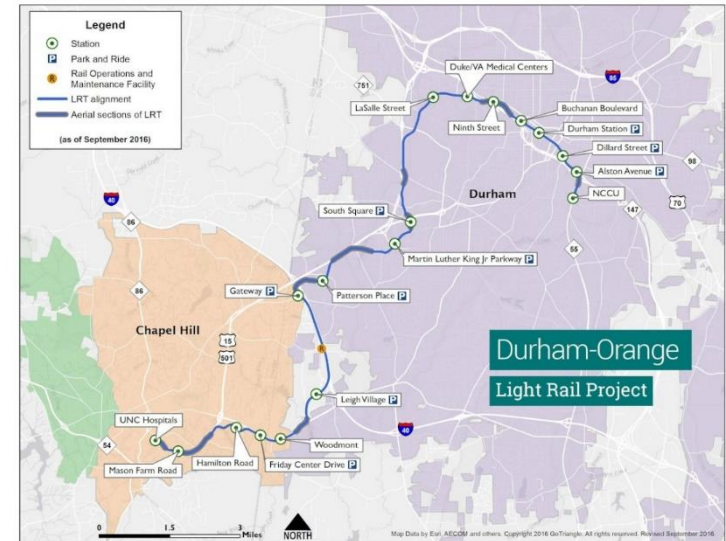 Legend
Station
P Park and Ride
R Rail Operations and
Maintenance Facility
LRT alignment
Aerial sections of LRT
(as of September 2016)
751
85
Duke/VA Medical Centers
LaSalle Street
Ninth Street
Buchanan Boulevard
Durham Station P
Dillard Street P
98
Alston Avenue P
Durham
NCCU
147
70
40
86
South Square P
55
Martin Luther King Jr Parkway P
86
Gateway P
Patterson Place P
Chapel Hill
15
501
R
Durham-Orange
Light Rail Project
Leigh Village P
40
UNC Hospitals
54
Woodmont
Mason Farm Road
Hamilton Road
Friday Center Drive P
0 1.5 3
Miles
NORTH
Map Data by Esri, AECOM and others. Copyright 2016 GoTriangle. All rights reserved. Revised September 2016.